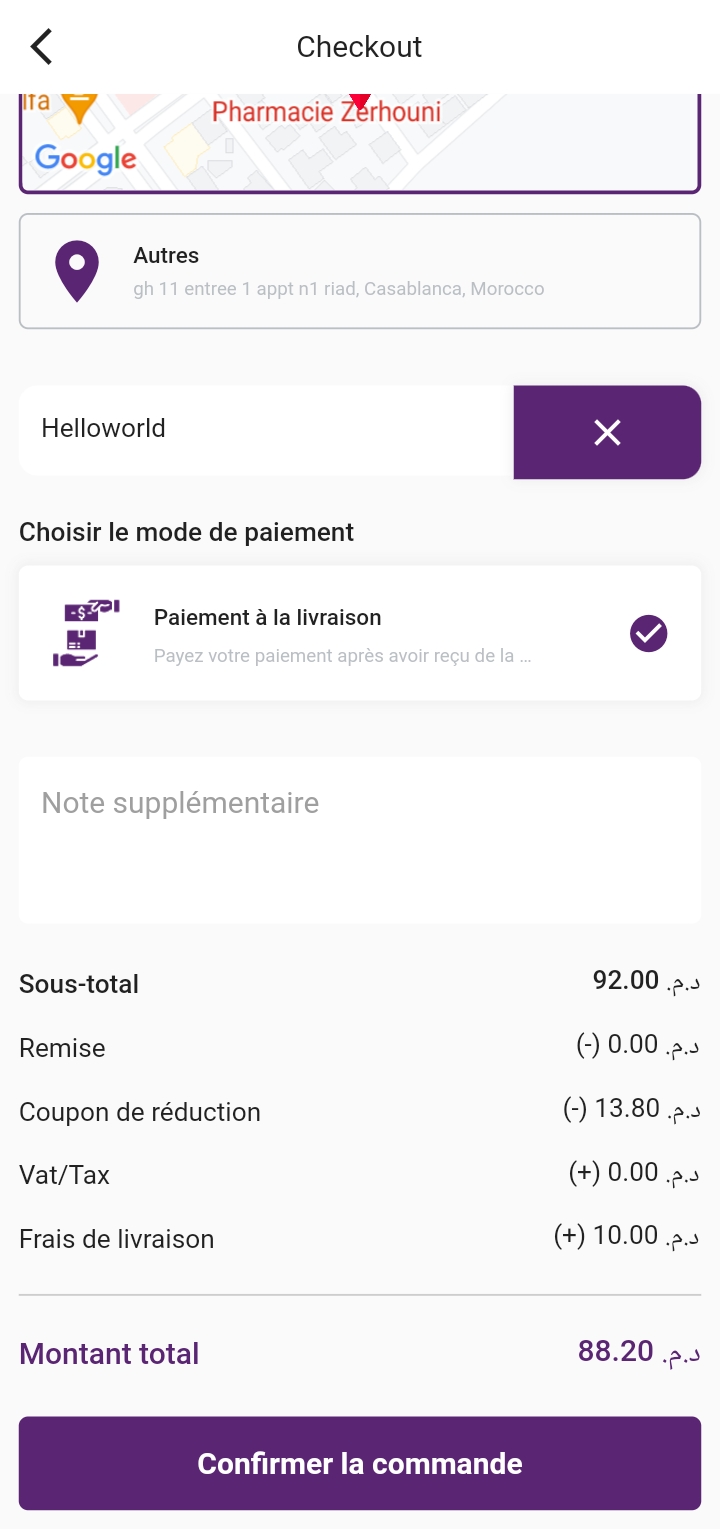 Checkout
lfa
Pharmacie Zerhouni
Google
Autres
gh 11 entree 1 appt n1 riad, Casablanca, Morocco
Helloworld
Choisir le mode de paiement
-$-
Paiement à la livraison
Payez votre paiement après avoir reçu de la ...
Note supplémentaire
Sous-total 92.00 د.م.
Remise (-) 0.00 د.م.
Coupon de réduction (-) 13.80 د.م.
Vat/Tax (+) 0.00 د.م.
Frais de livraison (+) 10.00 د.م.
Montant total 88.20 د.م.
Confirmer la commande